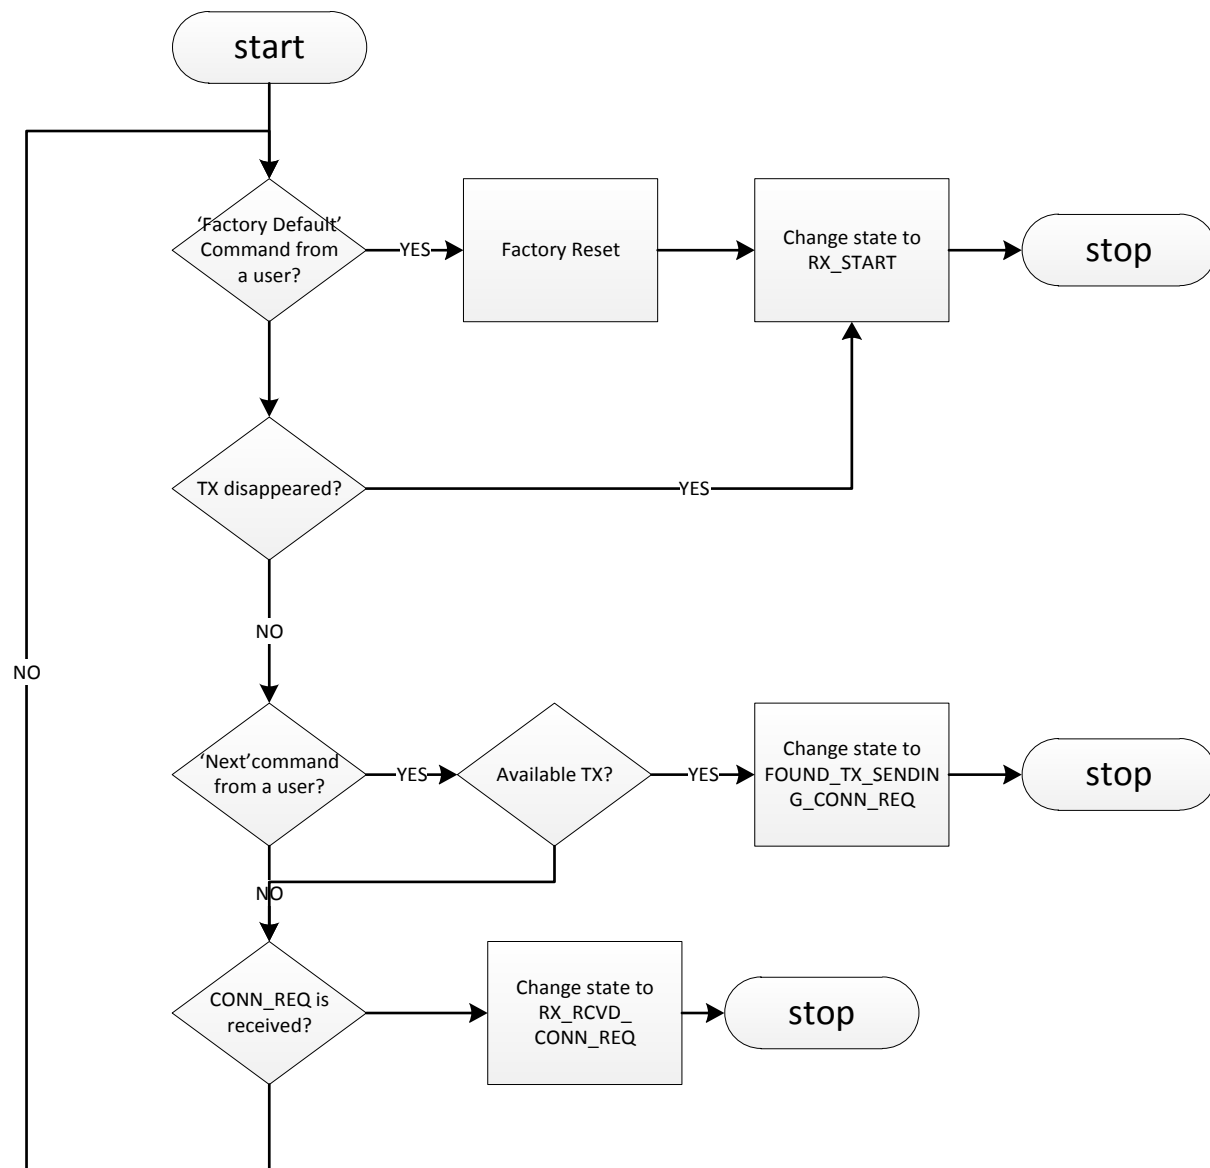 start
‘Factory Default’
Command from
a user?
YES
Factory Reset
Change state to
RX_START
stop
TX disappeared?
YES
NO
NO
‘Next’command
from a user?
YES
Available TX?
YES
Change state to
FOUND_TX_SENDIN
G_CONN_REQ
stop
NO
CONN_REQ is
received?
Change state to
RX_RCVD_
CONN_REQ
stop